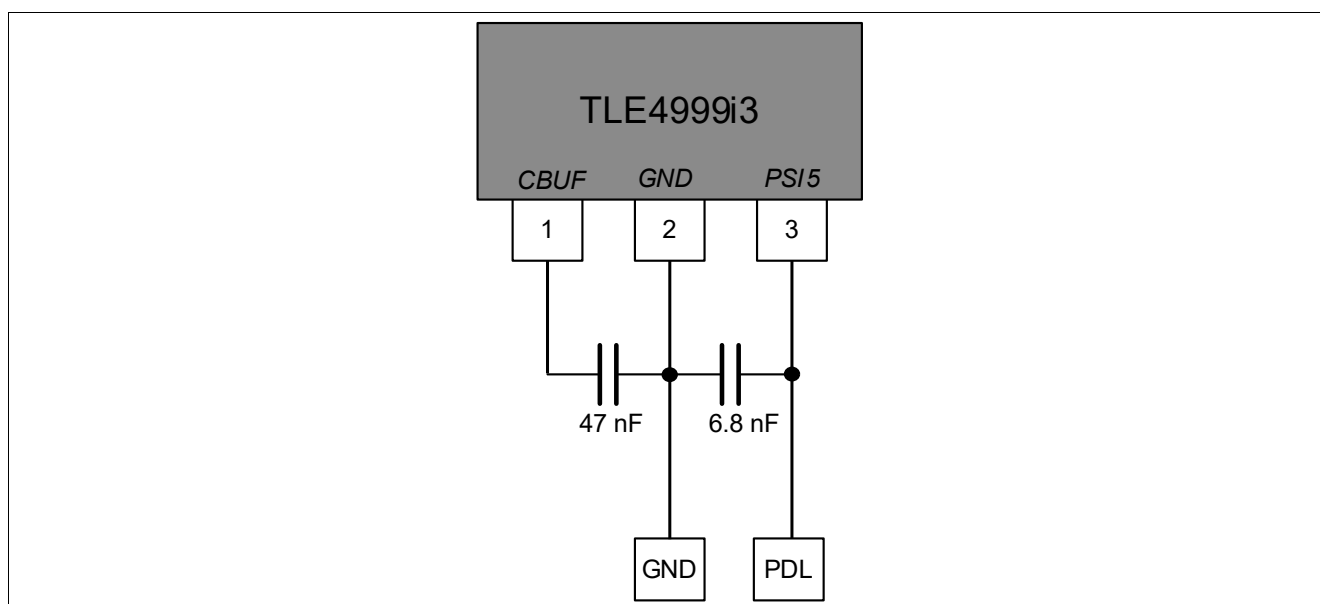 TLE4999i3
CBUF GND PSI5
1 2 3
47 nF 6.8 nF
GND PDL